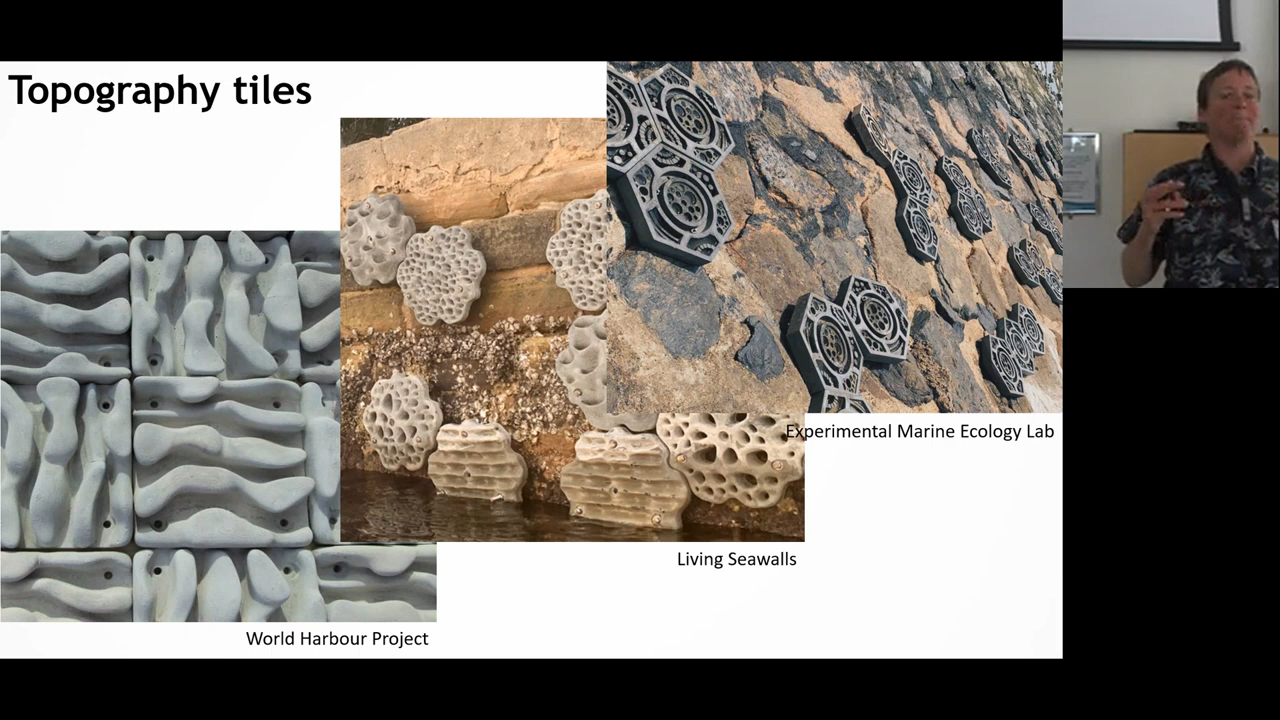 Topography tiles
Experimental Marine Ecology Lab
Living Seawalls
World Harbour Project